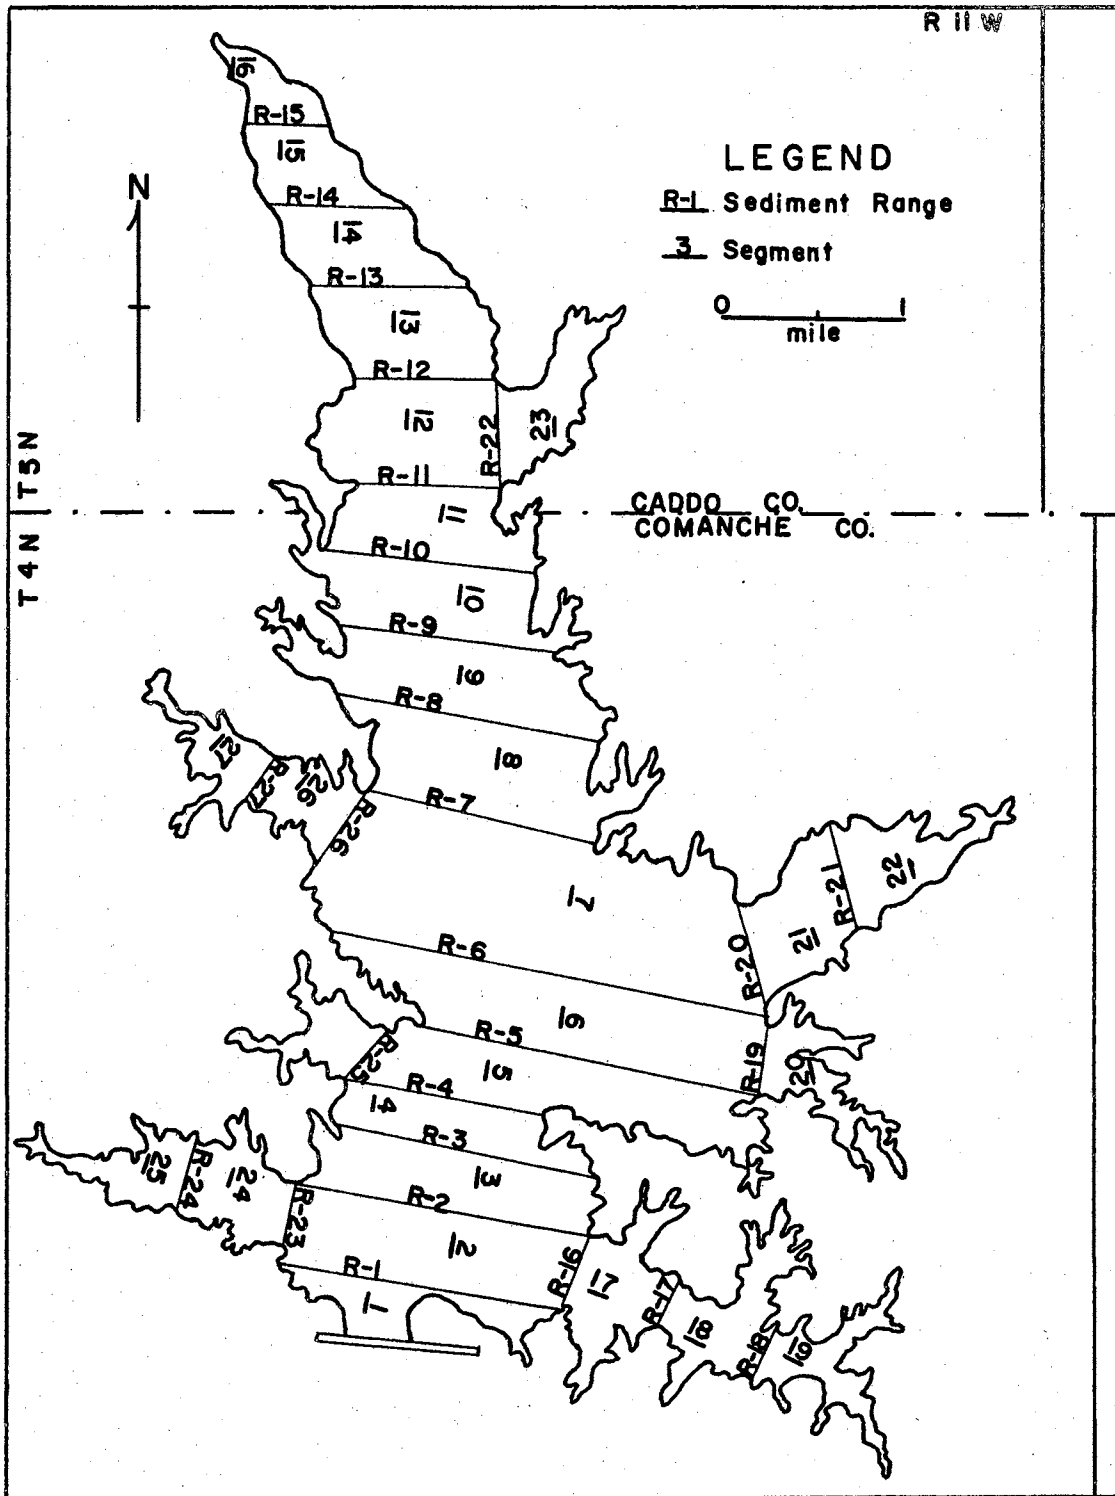 R 11 W
16
R-15
15
N
LEGEND
R-14
R-1 Sediment Range
14
3 Segment
R-13
0 1
mile
13
R-12
12
R-22
23
T5N
R-11
11
CADDO CO.
COMANCHE CO.
T4N
R-10
10
R-9
9
R-8
27
8
R-27
26
R-7
R-26
22
R-21
7
21
R-20
R-6
6
R-5
R-19
20
R-25
5
R-4
4
R-3
25
R-24
24
3
R-2
R-23
2
R-16
17
R-1
R-17
1
18
R-18
19